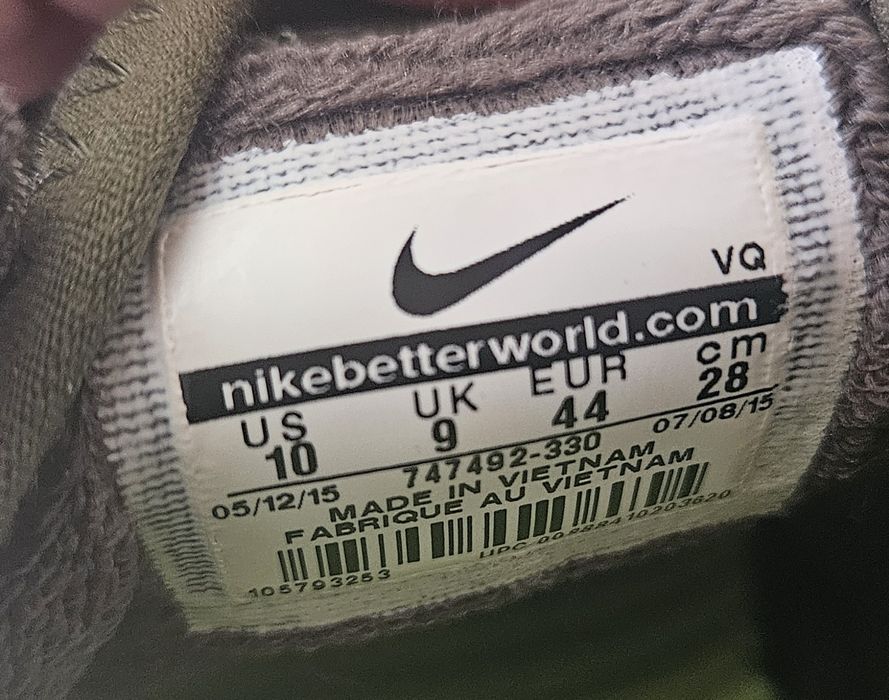 VQ
nikebetterworld.com
US UK EUR cm
10 9 44 28
05/12/15 747492-330 07/08/15
MADE IN VIETNAM
FABRIQUE AU VIETNAM
105793253 UPC